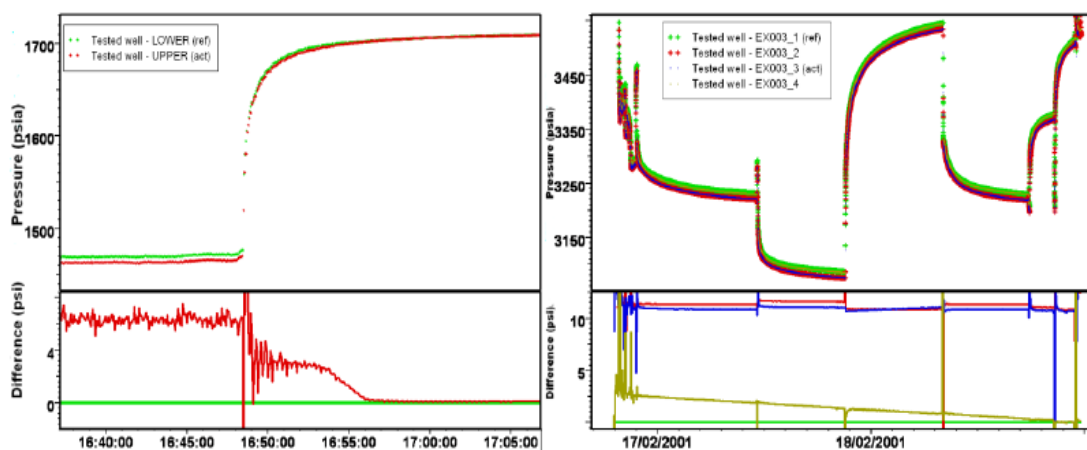 Tested well - LOWER (ref)
Tested well - UPPER (act)
Pressure (psia)
1700
1600
1500
Difference (psi)
4
0
16:40:00
16:45:00
16:50:00
16:55:00
17:00:00
17:05:00
Tested well - EX003_1 (ref)
Tested well - EX003_2
Tested well - EX003_3 (act)
Tested well - EX003_4
Pressure (psia)
3450
3350
3250
3150
Difference (psi)
10
5
17/02/2001
18/02/2001